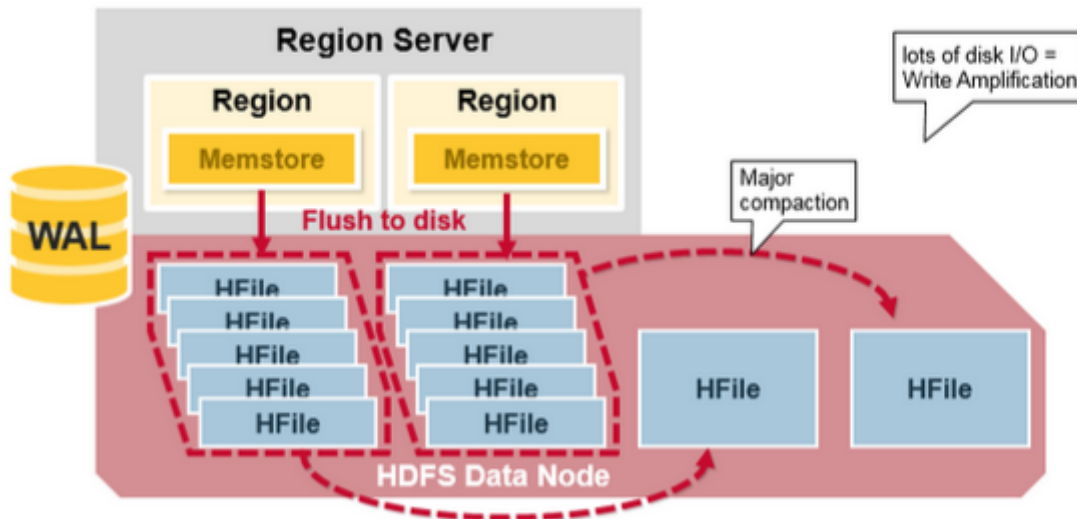 Region Server
lots of disk I/O =
Write Amplification
Region
Region
Memstore
Memstore
Major
compaction
WAL
Flush to disk
HFile
HFile
HFile
HFile
HFile
HFile
HFile
HFile
HFile
HFile
HFile
HFile
HDFS Data Node